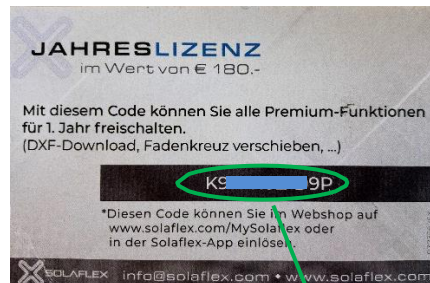 JAHRESLIZENZ
im Wert von € 180.-
Mit diesem Code können Sie alle Premium-Funktionen
für 1. Jahr freischalten.
(DXF-Download, Fadenkreuz verschieben, ...)
K9 9P
*Diesen Code können Sie im Webshop auf
www.solaflex.com/MySolaflex oder
in der Solaflex-App einlösen.
SOLAFLEX info@solaflex.com • www.solaflex.com